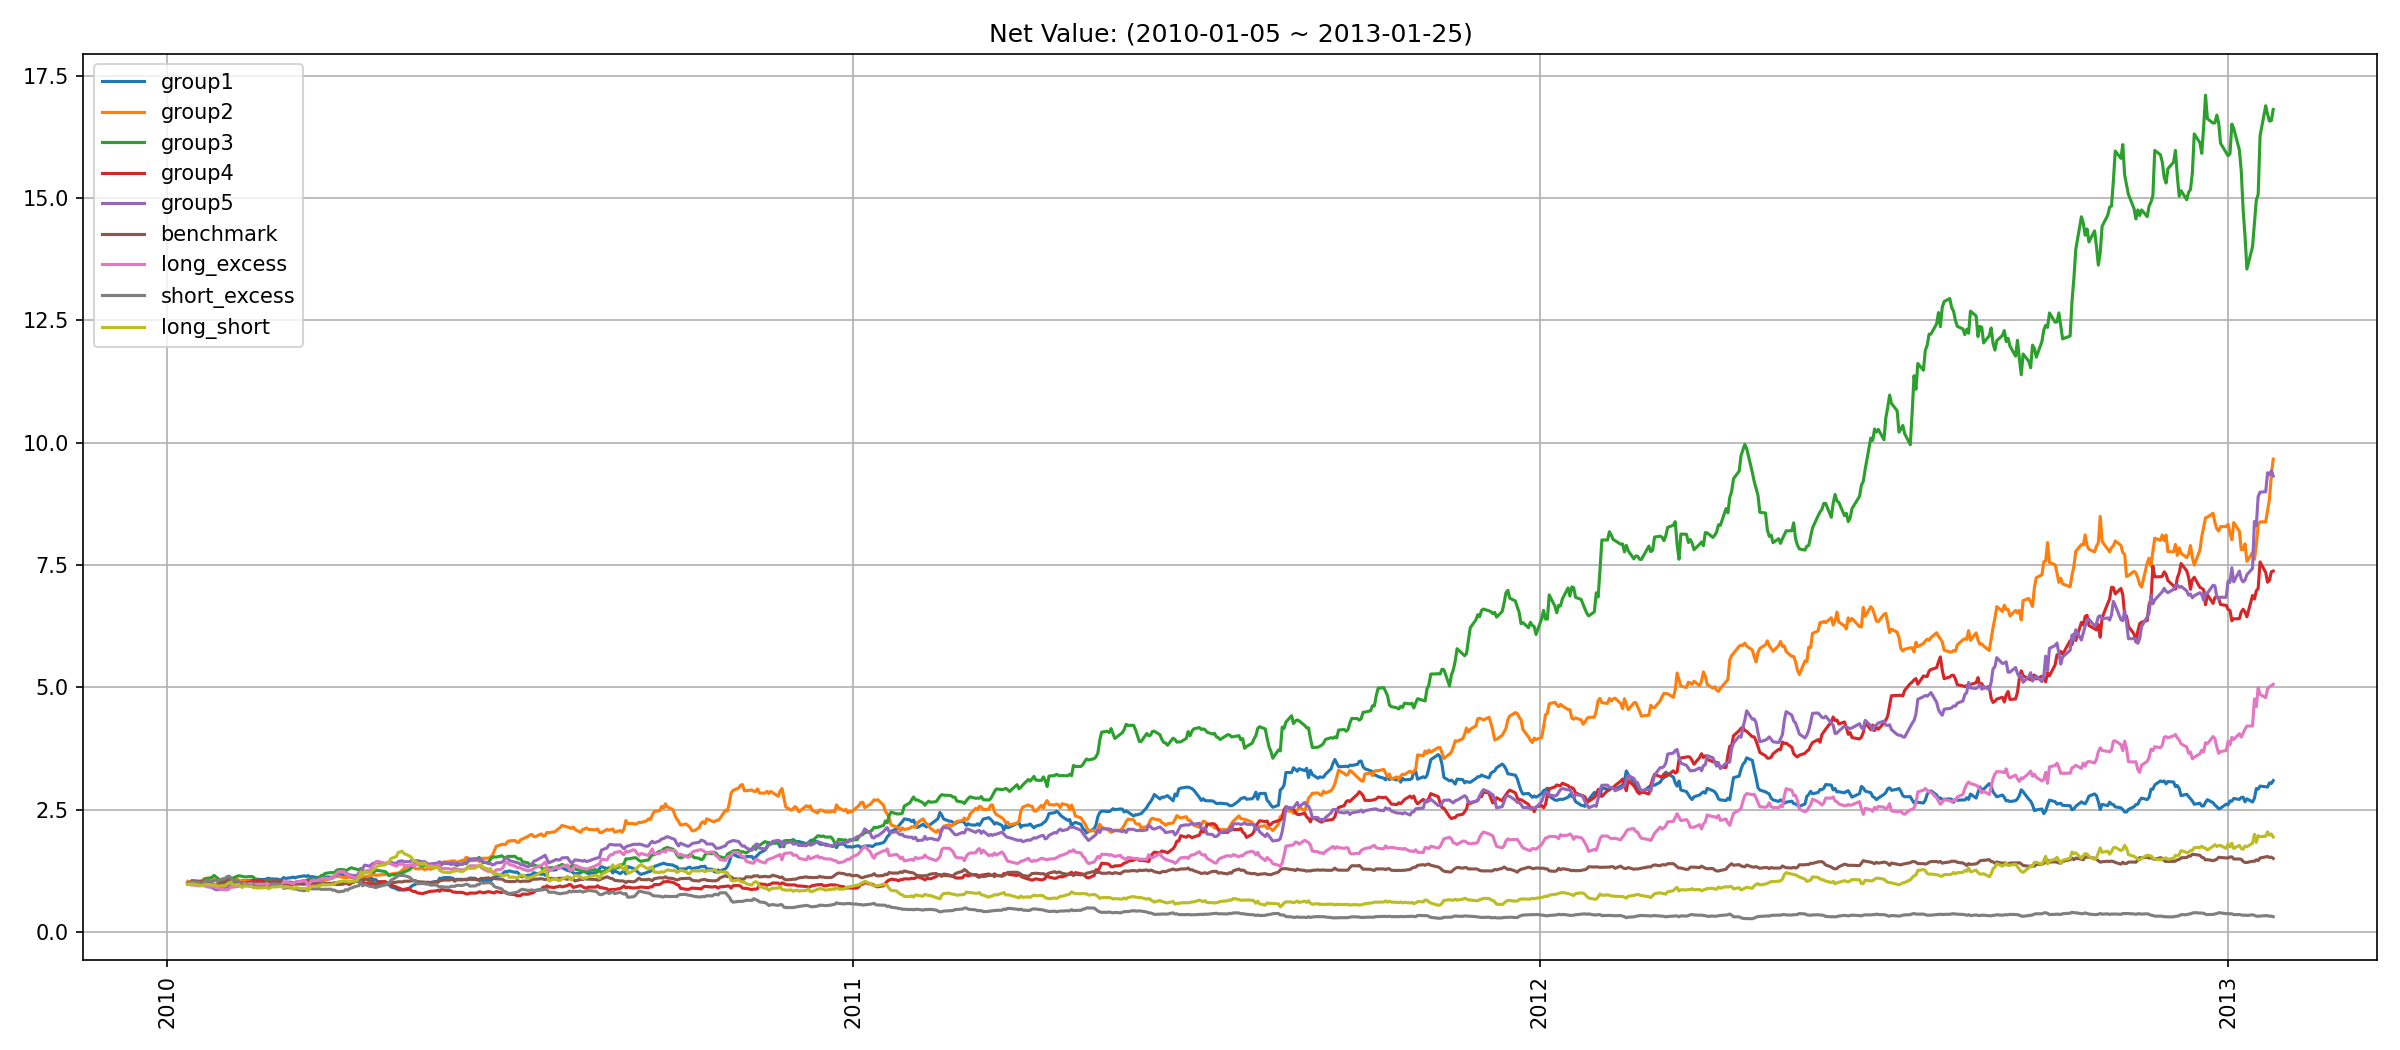 Net Value: (2010-01-05 ~ 2013-01-25)
17.5
15.0
12.5
10.0
7.5
5.0
2.5
0.0
group1
group2
group3
group4
group5
benchmark
long_excess
short_excess
long_short
2010
2011
2012
2013